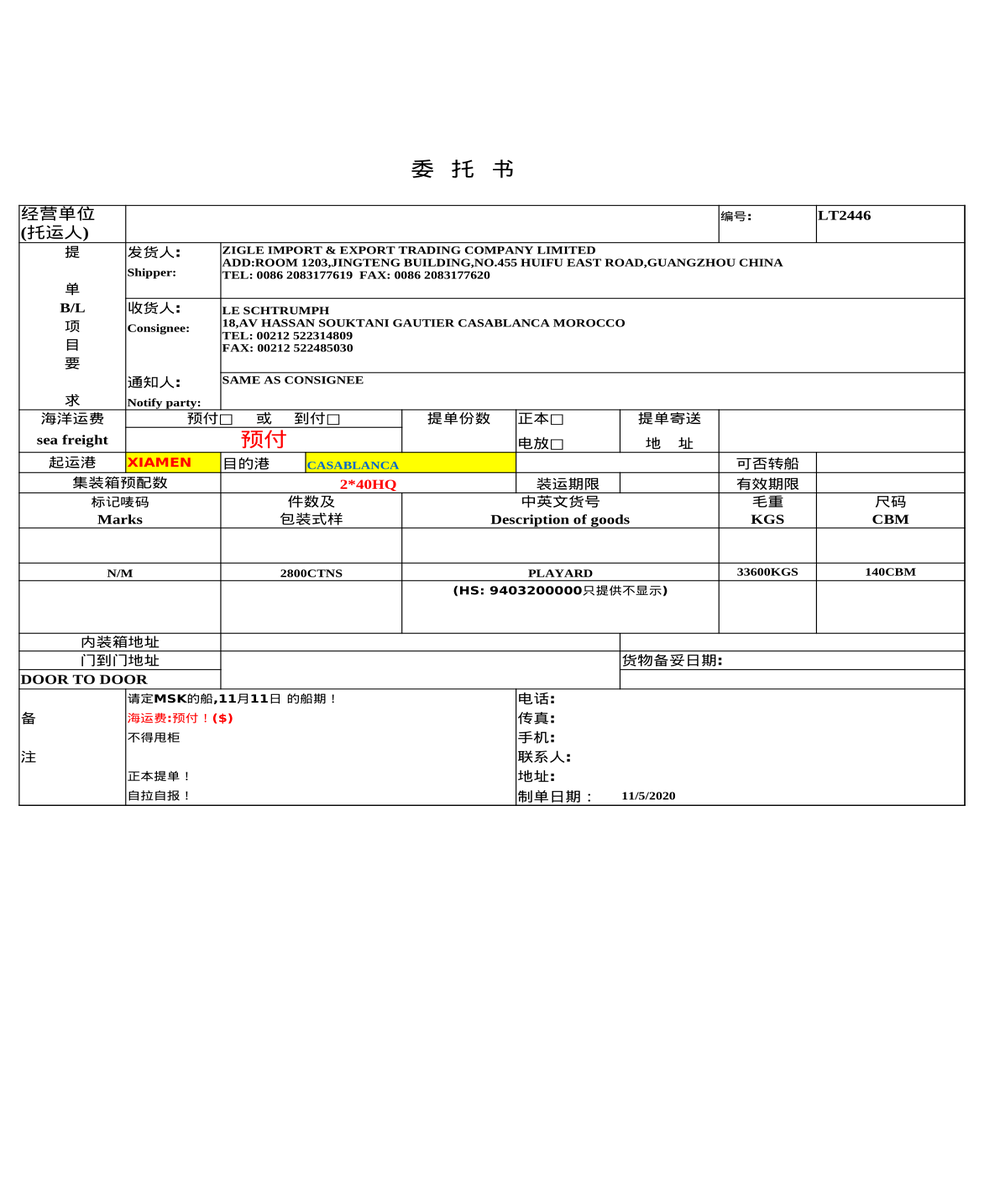 委 托 书
经营单位
(托运人)
编号:
LT2446
提
单
B/L
项
目
要
求
发货人:
Shipper:
ZIGLE IMPORT & EXPORT TRADING COMPANY LIMITED
ADD:ROOM 1203,JINGTENG BUILDING,NO.455 HUIFU EAST ROAD,GUANGZHOU CHINA
TEL: 0086 2083177619  FAX: 0086 2083177620
收货人:
Consignee:
LE SCHTRUMPH
18,AV HASSAN SOUKTANI GAUTIER CASABLANCA MOROCCO
TEL: 00212 522314809
FAX: 00212 522485030
通知人:
Notify party:
SAME AS CONSIGNEE
海洋运费
sea freight
预付□ 或 到付□
预付
提单份数
正本□
电放□
提单寄送
地 址
起运港
XIAMEN
目的港
CASABLANCA
可否转船
集装箱预配数
2*40HQ
装运期限
有效期限
标记唛码
Marks
件数及
包装式样
中英文货号
Description of goods
毛重
KGS
尺码
CBM
N/M
2800CTNS
PLAYARD
33600KGS
140CBM
(HS: 9403200000只提供不显示)
内装箱地址
门到门地址
货物备妥日期:
DOOR TO DOOR
备
注
请定MSK的船,11月11日 的船期！
海运费:预付！($)
不得甩柜
正本提单！
自拉自报！
电话:
传真:
手机:
联系人:
地址:
制单日期：
11/5/2020